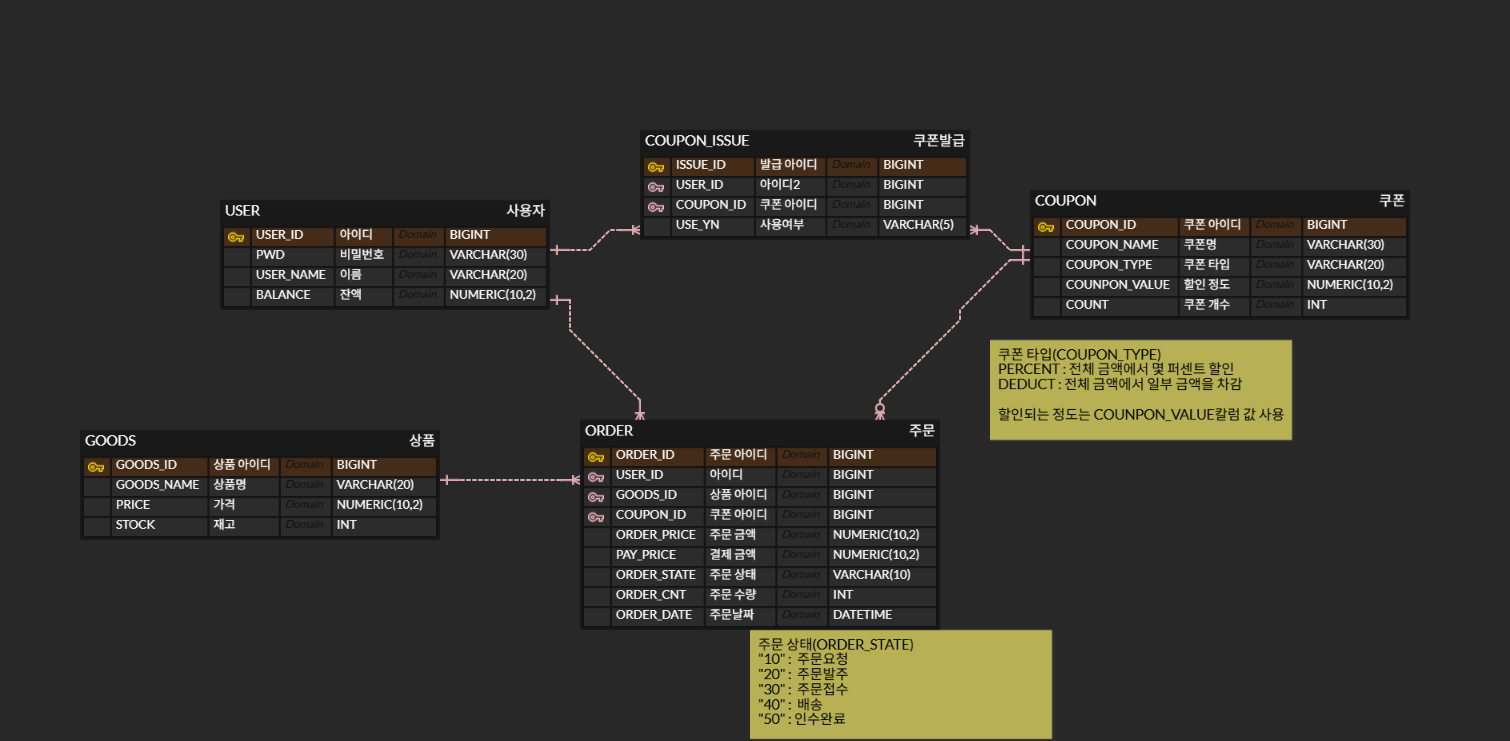 COUPON_ISSUE 쿠폰발급
ISSUE_ID 발급 아이디 Domain BIGINT
USER_ID 아이디2 Domain BIGINT
COUPON_ID 쿠폰 아이디 Domain BIGINT
USE_YN 사용여부 Domain VARCHAR(5)
USER 사용자
USER_ID 아이디 Domain BIGINT
PWD 비밀번호 Domain VARCHAR(30)
USER_NAME 이름 Domain VARCHAR(20)
BALANCE 잔액 Domain NUMERIC(10,2)
COUPON 쿠폰
COUPON_ID 쿠폰 아이디 Domain BIGINT
COUPON_NAME 쿠폰명 Domain VARCHAR(30)
COUPON_TYPE 쿠폰 타입 Domain VARCHAR(20)
COUNPON_VALUE 할인 정도 Domain NUMERIC(10,2)
COUNT 쿠폰 개수 Domain INT
쿠폰 타입(COUPON_TYPE)
PERCENT : 전체 금액에서 몇 퍼센트 할인
DEDUCT : 전체 금액에서 일부 금액을 차감
할인되는 정도는 COUNPON_VALUE칼럼 값 사용
GOODS 상품
GOODS_ID 상품 아이디 Domain BIGINT
GOODS_NAME 상품명 Domain VARCHAR(20)
PRICE 가격 Domain NUMERIC(10,2)
STOCK 재고 Domain INT
ORDER 주문
ORDER_ID 주문 아이디 Domain BIGINT
USER_ID 아이디 Domain BIGINT
GOODS_ID 상품 아이디 Domain BIGINT
COUPON_ID 쿠폰 아이디 Domain BIGINT
ORDER_PRICE 주문 금액 Domain NUMERIC(10,2)
PAY_PRICE 결제 금액 Domain NUMERIC(10,2)
ORDER_STATE 주문 상태 Domain VARCHAR(10)
ORDER_CNT 주문 수량 Domain INT
ORDER_DATE 주문날짜 Domain DATETIME
주문 상태(ORDER_STATE)
"10" : 주문요청
"20" : 주문발주
"30" : 주문접수
"40" : 배송
"50" : 인수완료